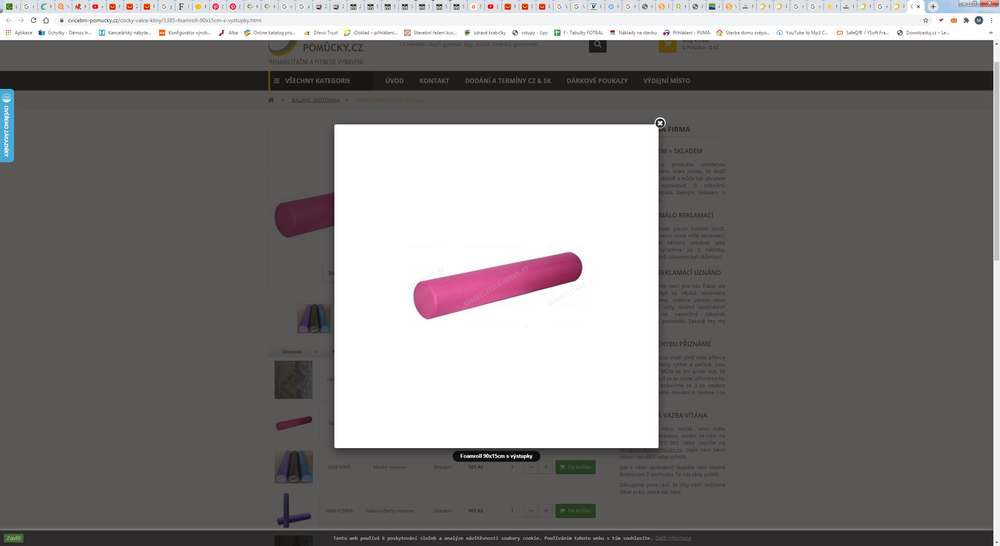 cvicebni-pomucky.cz/cocky-valce-kliny/1385-foamroll-90x15cm-s-vystupky.html
Aplikace
Úchytky - Démos tr...
Kancelářský nábyte...
Konfigurátor výrob...
Alba
Online katalog pro...
Dřevo Trust
iDoklad – přihlášení...
Stavební řešení kuc...
zdravé krabičky
vstupy - čipy
f - Tabulky FOTBAL
Náklady na stavbu
Přihlášení - PUMA
Stavba domu svépo...
YouTube to Mp3 C...
SafeQ® / YSoft Fra...
Downloaduj.cz – Le...
POMŮCKY.CZ
REHABILITAČNÍ A FITNESS VYBAVENÍ
Co hledáte? Např: gymball, tejp, padák, žíněnka, goniometr, ...
MŮJ KOŠÍK
0 Položka - 0 Kč
VŠECHNY KATEGORIE
ÚVOD
KONTAKT
DODÁNÍ A TERMÍNY CZ & SK
DÁRKOVÉ POUKAZY
VÝDEJNÍ MÍSTO
> BALANC, MOTORIKA > Foamroll 90x15cm S Výstupky
OVĚŘENO ZÁKAZNÍKY
NA FIRMA
EM = SKLADEM
u produktu uvedenou
dem, máte jistotu, že zboží
skladě a může být obratem
vyzvednutí či odeslání.
azníka žádným Skladem u
MÁLO REKLAMACÍ
bízet pouze kvalitní zboží.
velmi malé míře reklamací.
e některý produkt jako
vyřadíme jej z nabídky.
naši zákazníci byli zklamaní.
REKLAMACÍ UZNÁNO
zník není pro nás fráze, ale
Když se nějaká reklamace
ytne, vrátíme peníze nebo
í vždy. Kromě ojedinělých
se nepoctivý zákazník
podvádět. Takové hry my
CHYBU PŘIZNÁME
ci se snaží plnit Vaše přání a
návky rychle a pečlivě. Jsou
Může se jim proto stát, že
dyž se to stane, přiznáme to.
pokusíme se ji co nejlépe
ného chování si ceníme i na
Á VAZBA VÍTÁNA
něco nezdá, nebo máte
dnávkou, ozvěte se nám na
212 092 nebo napište na
info@cvicebni-pomucky.cz. Dejte nám šanci
situaci vysvětlit nebo vyřešit.
Jste s námi spokojení? Napište nám kladné
hodnocení či pochvalu. Ta nás vždy potěší.
Děkujeme, jsme rádi, že díky Vám, můžeme
dělat práci, která nás baví.
Zo
ACE-SPORT.CZ
REHABILITACE-SPORT.CZ
REHABILITACE
Obrázek
K
16A
16
Foamroll 90x15cm s výstupky
16A8-MMR
Modrý mramor
Skladem
901 Kč
1
Do košíku
16A8-FCMRA
Fialovo-černý mramor
Skladem
901 Kč
1
Do košíku
Zavřít
Tento web používá k poskytování služeb a analýze návštěvnosti soubory cookie. Používáním tohoto webu s tím souhlasíte. Další informace